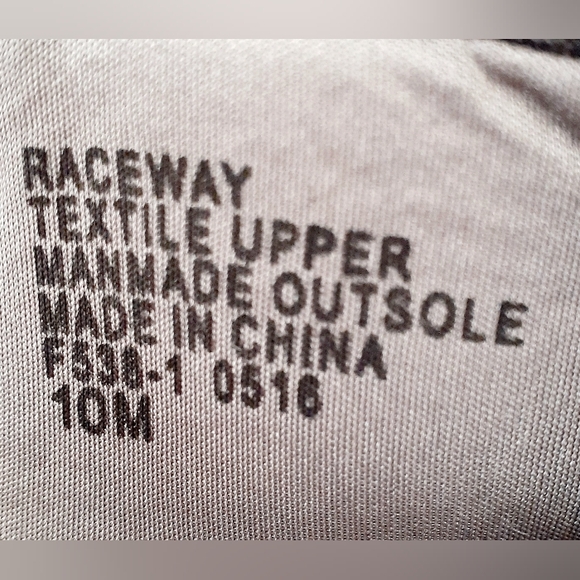 RACEWAY
TEXTILE UPPER
MANMADE OUTSOLE
MADE IN CHINA
F538-1 0516
10M